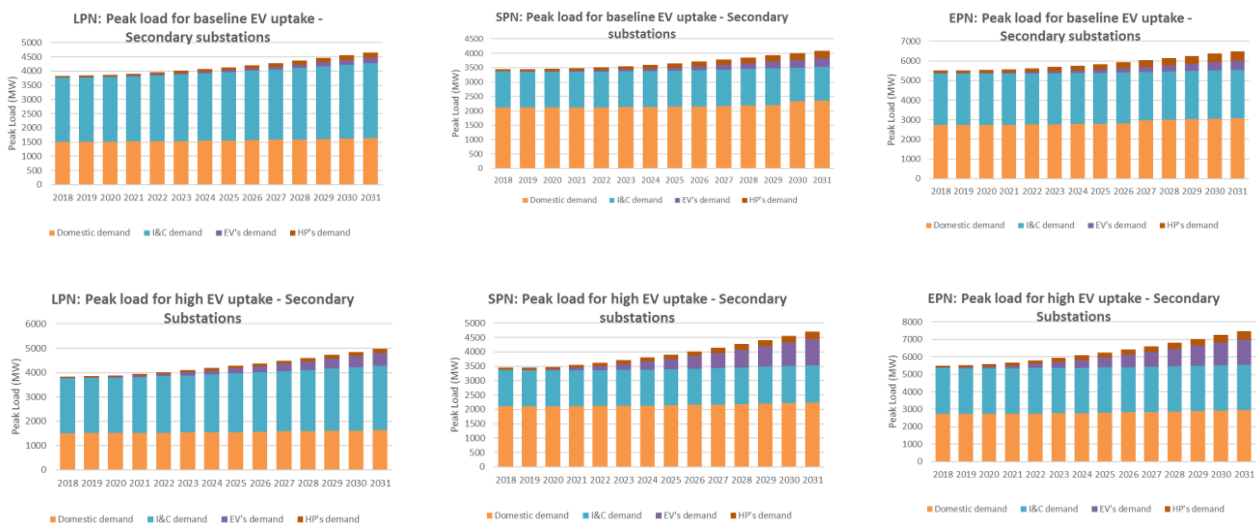 LPN: Peak load for baseline EV uptake -
Secondary substations
Peak Load (MW)
5000
4500
4000
3500
3000
2500
2000
1500
1000
500
0
2018 2019 2020 2021 2022 2023 2024 2025 2026 2027 2028 2029 2030 2031
Domestic demand I&C demand EV's demand HP's demand
SPN: Peak load for baseline EV uptake - Secondary
substations
Peak Load (MW)
4500
4000
3500
3000
2500
2000
1500
1000
500
0
2018 2019 2020 2021 2022 2023 2024 2025 2026 2027 2028 2029 2030 2031
Domestic demand I&C demand EV's demand HP's demand
EPN: Peak load for baseline EV uptake -
Secondary substations
Peak Load (MW)
7000
6000
5000
4000
3000
2000
1000
0
2018 2019 2020 2021 2022 2023 2024 2025 2026 2027 2028 2029 2030 2031
Domestic demand I&C demand EV's demand HP's demand
LPN: Peak load for high EV uptake - Secondary
Substations
Peak Load (MW)
6000
5000
4000
3000
2000
1000
0
2018 2019 2020 2021 2022 2023 2024 2025 2026 2027 2028 2029 2030 2031
Domestic demand I&C demand EV's demand HP's demand
SPN: Peak load for high EV uptake - Secondary
substations
Peak Load (MW)
5000
4500
4000
3500
3000
2500
2000
1500
1000
500
0
2018 2019 2020 2021 2022 2023 2024 2025 2026 2027 2028 2029 2030 2031
Domestic demand I&C demand EV's demand HP's demand
EPN: Peak load for high EV uptake - Secondary
substations
Peak Load (MW)
8000
7000
6000
5000
4000
3000
2000
1000
0
2018 2019 2020 2021 2022 2023 2024 2025 2026 2027 2028 2029 2030 2031
Domestic demand I&C demand EV's demand HP's demand